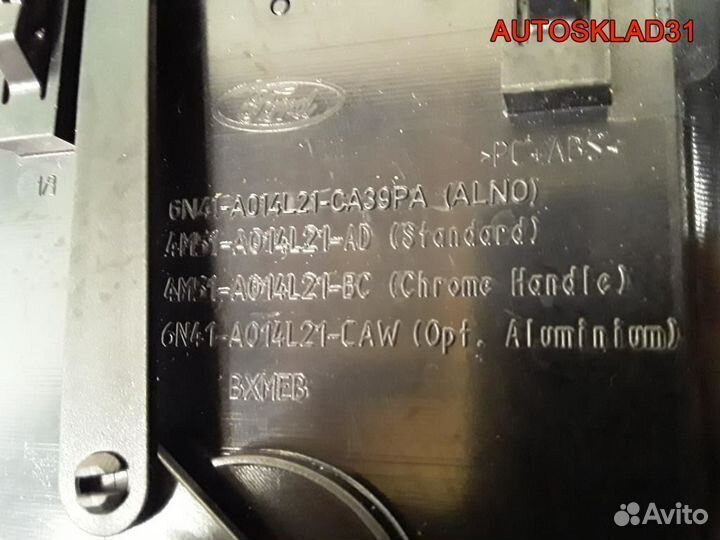 AUTOSKLAD31
Ford
>PC+ABS<
6N41-A014L21-CA39PA (ALNO)
4M51-A014L21-AD (Standard)
4M51-A014L21-BC (Chrome Handle)
6N41-A014L21-CAW (Opt. Aluminium)
BXMEB
Avito